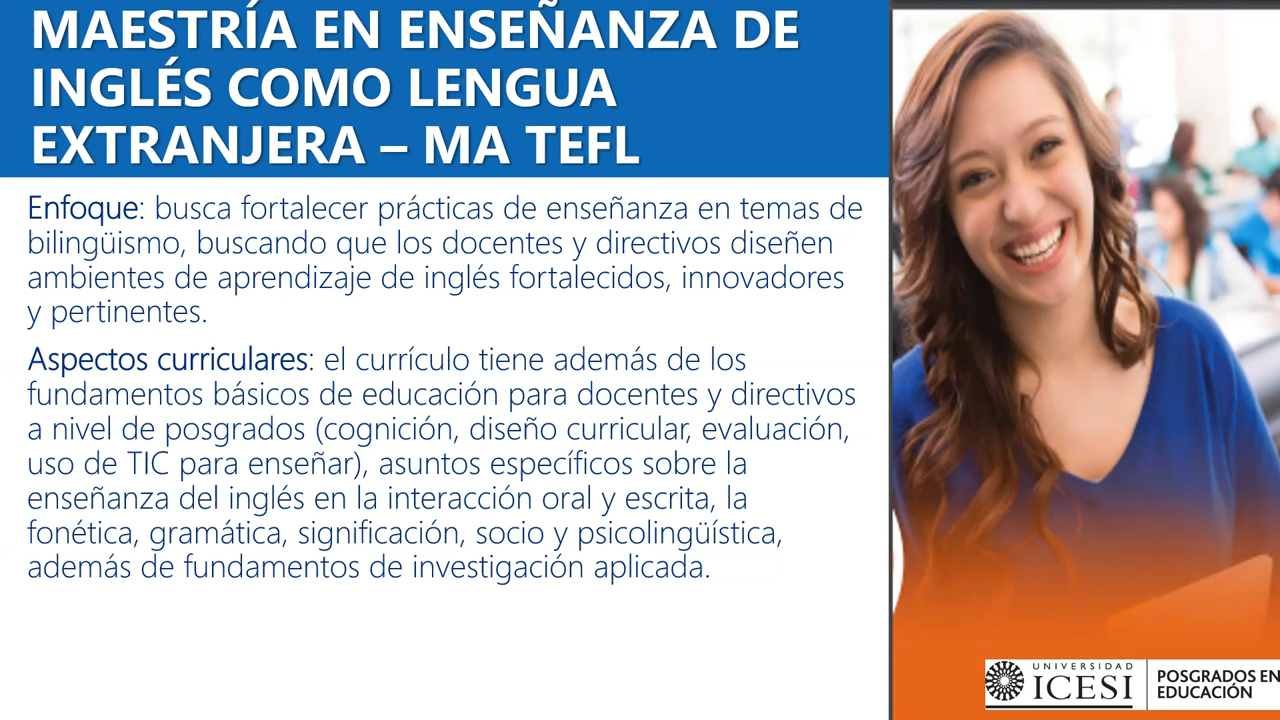 MAESTRÍA EN ENSEÑANZA DE
INGLÉS COMO LENGUA
EXTRANJERA – MA TEFL
Enfoque: busca fortalecer prácticas de enseñanza en temas de
bilingüismo, buscando que los docentes y directivos diseñen
ambientes de aprendizaje de inglés fortalecidos, innovadores
y pertinentes.
Aspectos curriculares: el currículo tiene además de los
fundamentos básicos de educación para docentes y directivos
a nivel de posgrados (cognición, diseño curricular, evaluación,
uso de TIC para enseñar), asuntos específicos sobre la
enseñanza del inglés en la interacción oral y escrita, la
fonética, gramática, significación, socio y psicolingüística,
además de fundamentos de investigación aplicada.
UNIVERSIDAD
ICESI
POSGRADOS EN
EDUCACIÓN